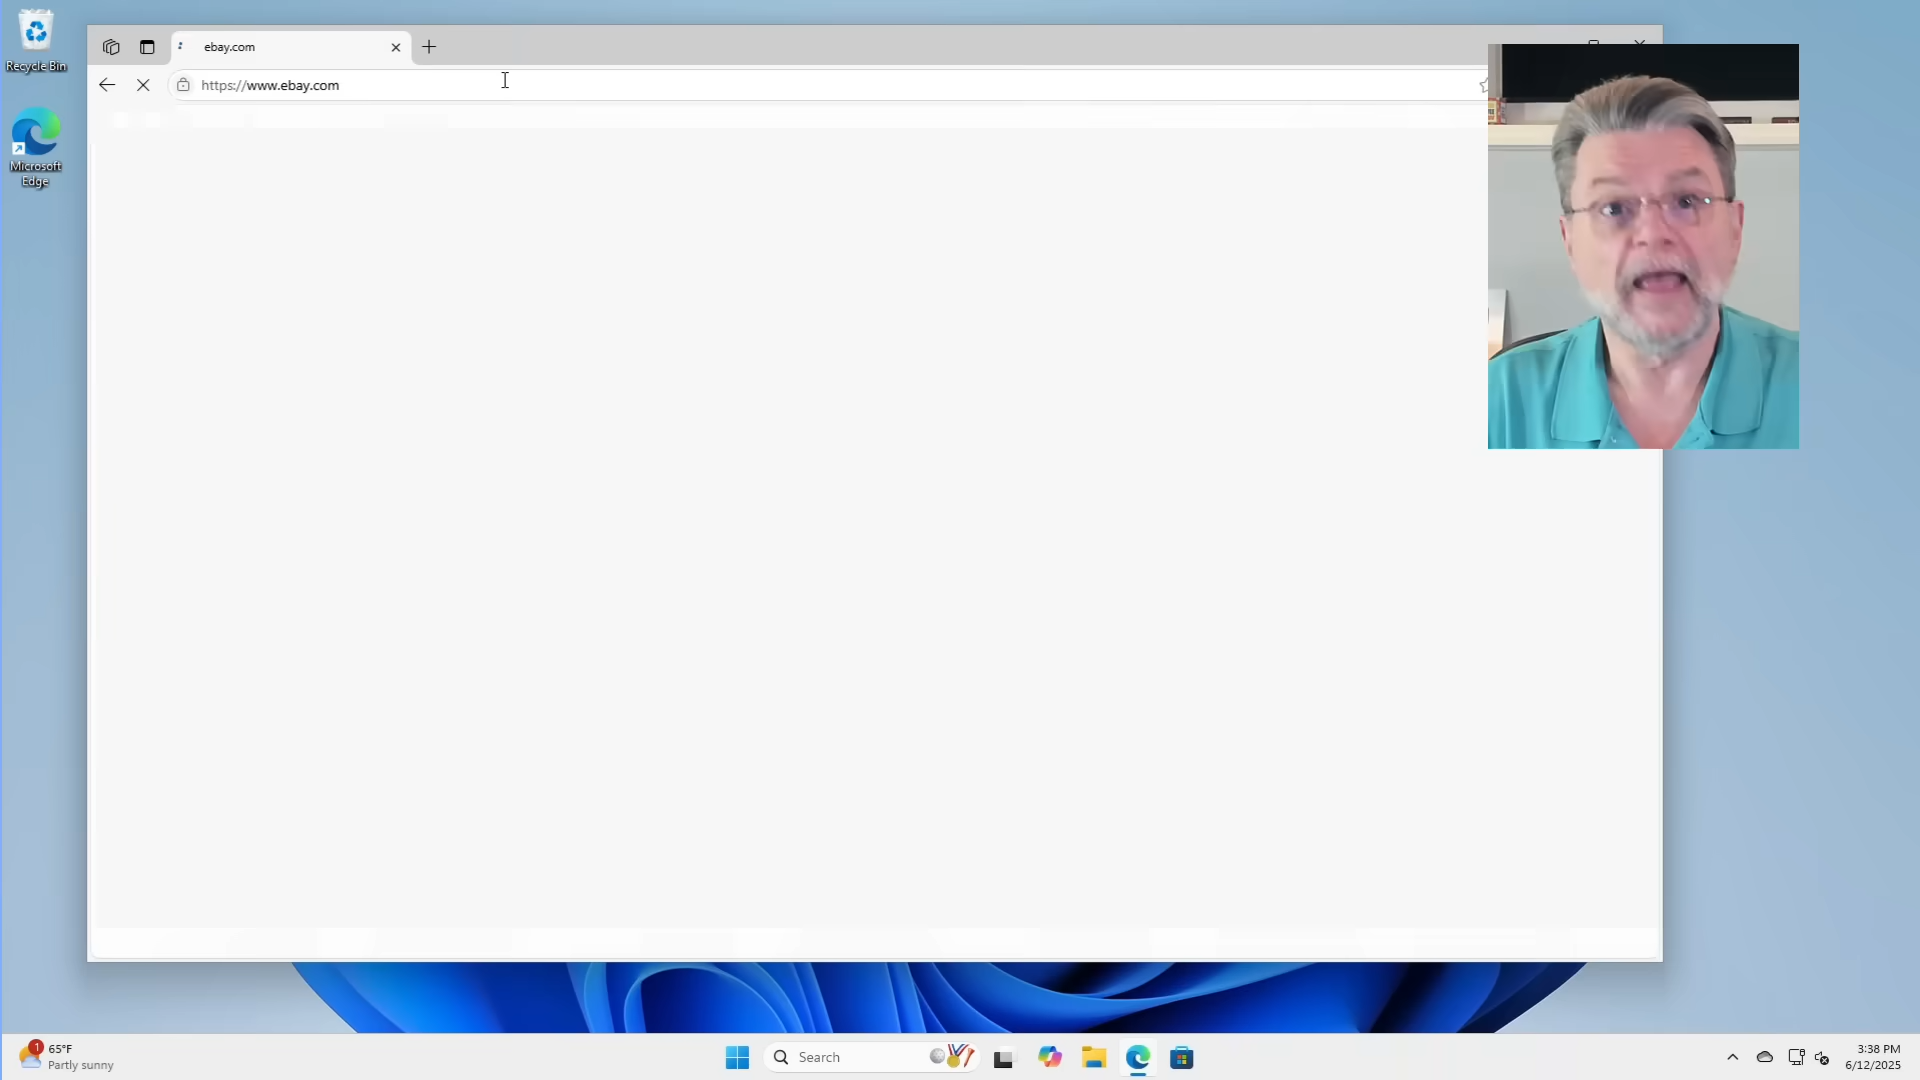 Recycle Bin
Microsoft
Edge
ebay.com
https://www.ebay.com
1
65°F
Partly sunny
Search
3:38 PM
6/12/2025